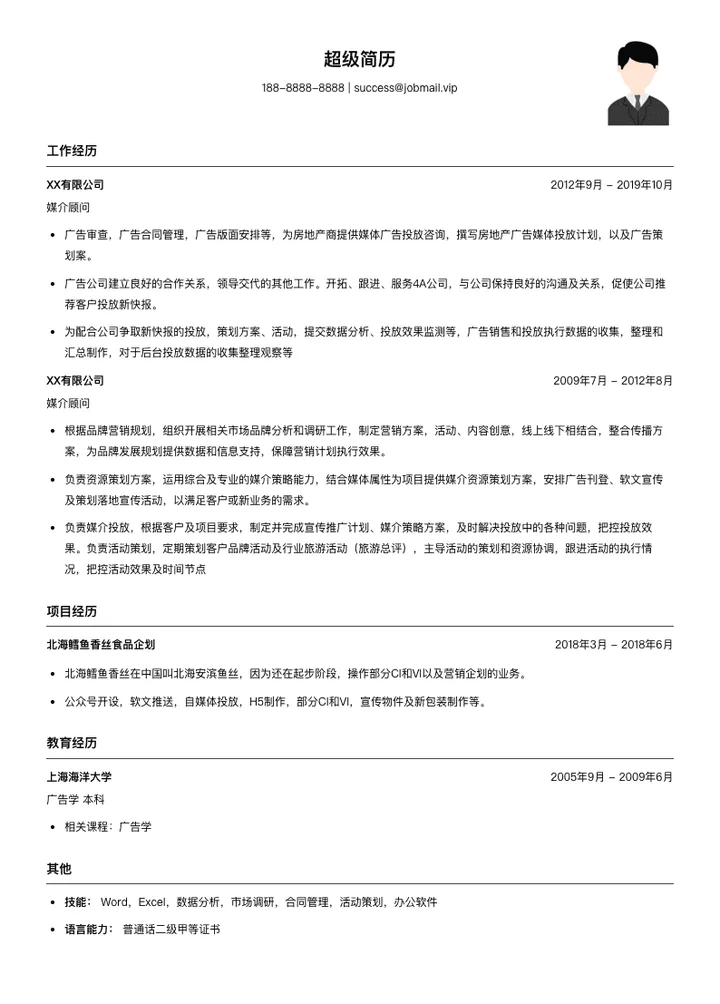 超级简历
188-8888-8888 | success@jobmail.vip
工作经历
XX有限公司 2012年9月 – 2019年10月
媒介顾问
• 广告审查，广告合同管理，广告版面安排等，为房地产商提供媒体广告投放咨询，撰写房地产广告媒体投放计划，以及广告策
划案。
• 广告公司建立良好的合作关系，领导交代的其他工作。开拓、跟进、服务4A公司，与公司保持良好的沟通及关系，促使公司推
荐客户投放新快报。
• 为配合公司争取新快报的投放，策划方案、活动，提交数据分析、投放效果监测等，广告销售和投放执行数据的收集，整理和
汇总制作，对于后台投放数据的收集整理观察等
XX有限公司 2009年7月 – 2012年8月
媒介顾问
• 根据品牌营销规划，组织开展相关市场品牌分析和调研工作，制定营销方案，活动、内容创意，线上线下相结合，整合传播方
案，为品牌发展规划提供数据和信息支持，保障营销计划执行效果。
• 负责资源策划方案，运用综合及专业的媒介策略能力，结合媒体属性为项目提供媒介资源策划方案，安排广告刊登、软文宣传
及策划落地宣传活动，以满足客户或新业务的需求。
• 负责媒介投放，根据客户及项目要求，制定并完成宣传推广计划、媒介策略方案，及时解决投放中的各种问题，把控投放效
果。负责活动策划，定期策划客户品牌活动及行业旅游活动（旅游总评），主导活动的策划和资源协调，跟进活动的执行情
况，把控活动效果及时间节点
项目经历
北海鳕鱼香丝食品企划 2018年3月 – 2018年6月
• 北海鳕鱼香丝在中国叫北海安滨鱼丝，因为还在起步阶段，操作部分CI和VI以及营销企划的业务。
• 公众号开设，软文推送，自媒体投放，H5制作，部分CI和VI，宣传物件及新包装制作等。
教育经历
上海海洋大学 2005年9月 – 2009年6月
广告学 本科
• 相关课程：广告学
其他
• 技能： Word，Excel，数据分析，市场调研，合同管理，活动策划，办公软件
• 语言能力： 普通话二级甲等证书